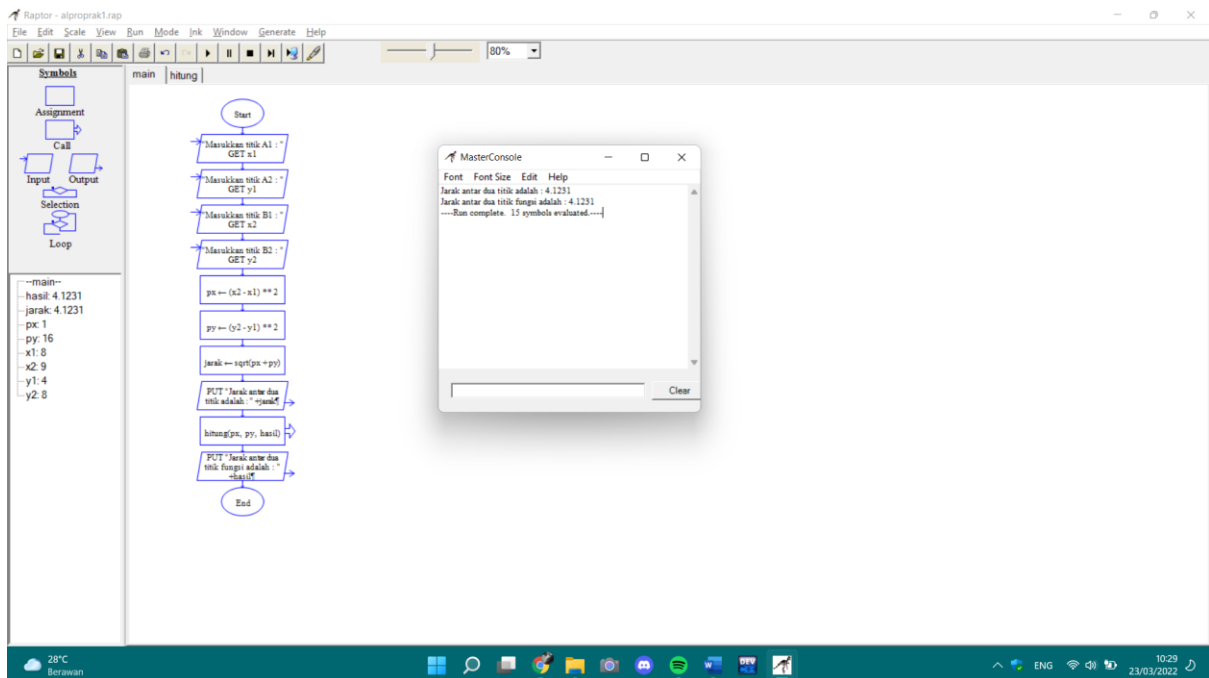 Raptor - alproprak1.rap
File Edit Scale View Run Mode Ink Window Generate Help
80%
Symbols
Assignment
Call
Input Output
Selection
Loop
main hitung
Start
"Masukkan titik A1 : "
GET x1
"Masukkan titik A2 : "
GET y1
"Masukkan titik B1 : "
GET x2
"Masukkan titik B2 : "
GET y2
px ← (x2 - x1) ** 2
py ← (y2 - y1) ** 2
jarak ← sqrt(px + py)
PUT "Jarak antar dua
titik adalah : " +jarak¶
hitung(px, py, hasil)
PUT "Jarak antar dua
titik fungsi adalah : "
+hasil¶
End
--main--
hasil: 4.1231
jarak: 4.1231
px: 1
py: 16
x1: 8
x2: 9
y1: 4
y2: 8
MasterConsole
Font Font Size Edit Help
Jarak antar dua titik adalah : 4.1231
Jarak antar dua titik fungsi adalah : 4.1231
----Run complete. 15 symbols evaluated.----
Clear
28°C
Berawan
W
DEV
ENG
10:29
23/03/2022